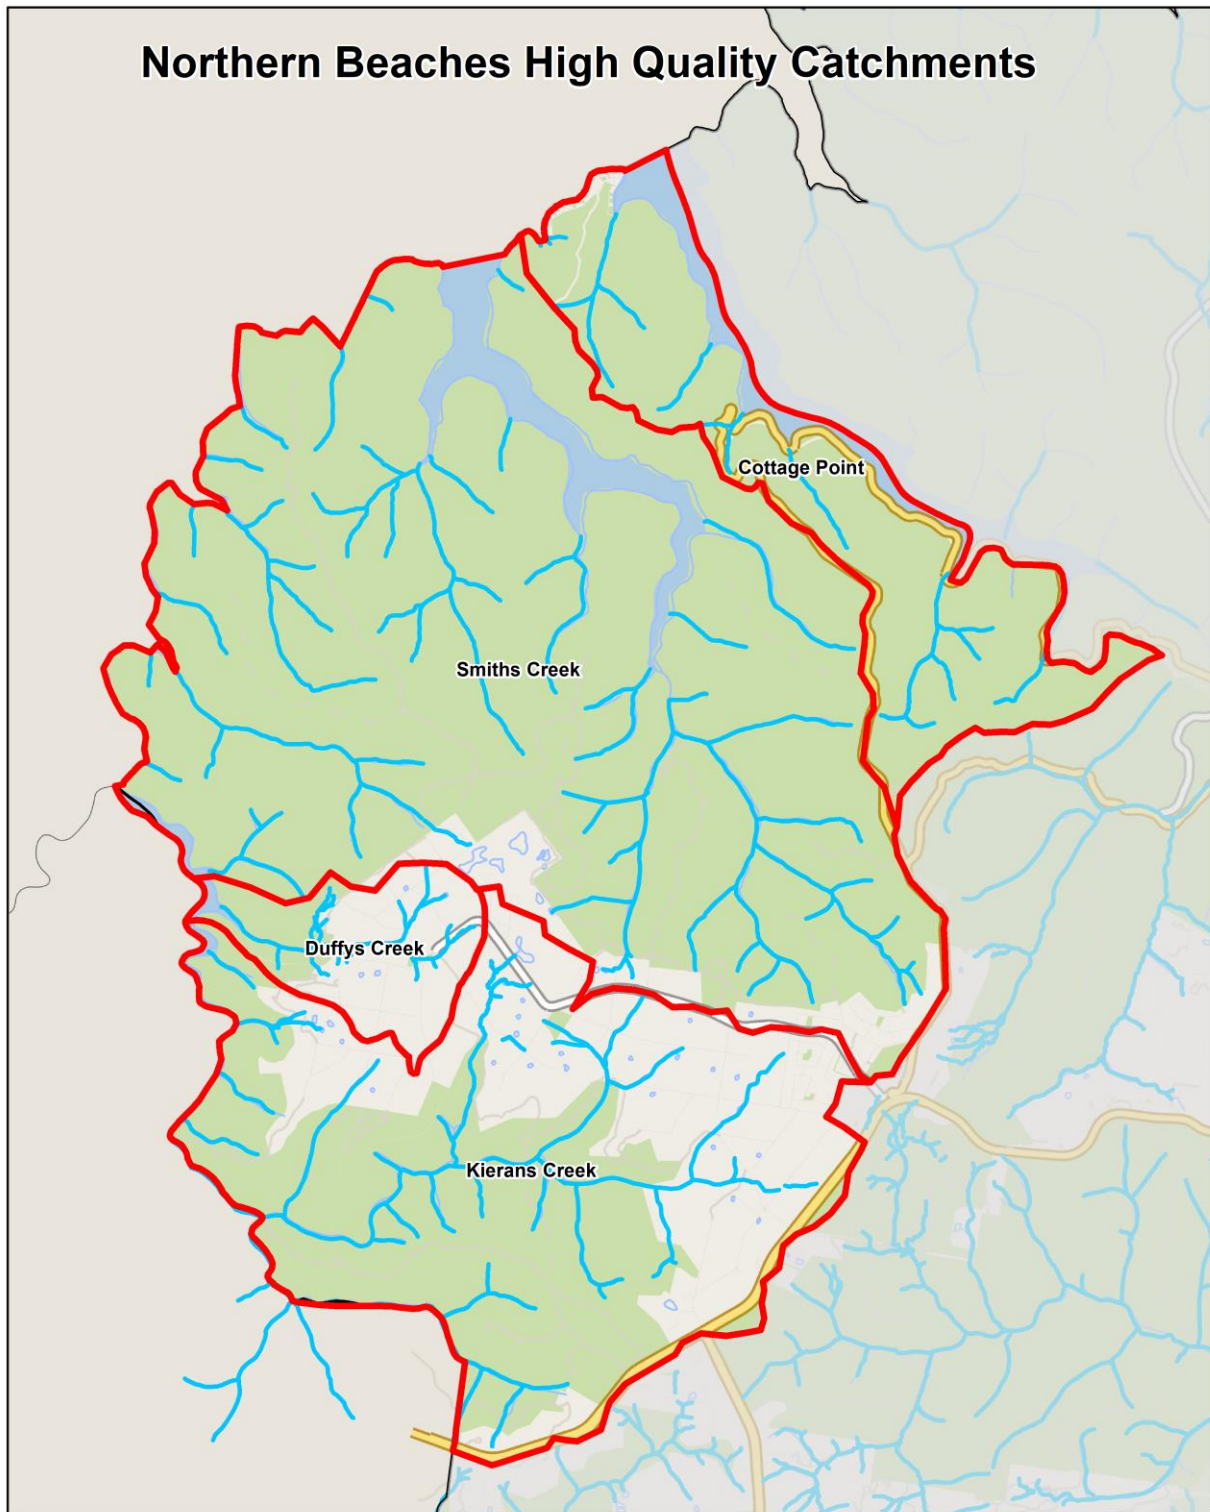 Northern Beaches High Quality Catchments
Cottage Point
Smiths Creek
Duffys Creek
Kierans Creek